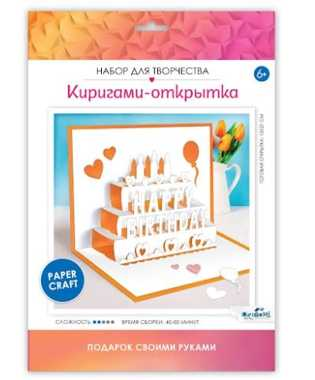 НАБОР ДЛЯ ТВОРЧЕСТВА
6+
Киригами-открытка
HAPPY
BIRTHDAY
PAPER
CRAFT
СЛОЖНОСТЬ
ВРЕМЯ СБОРКИ: 40-60 МИНУТ
ПОДАРОК СВОИМИ РУКАМИ